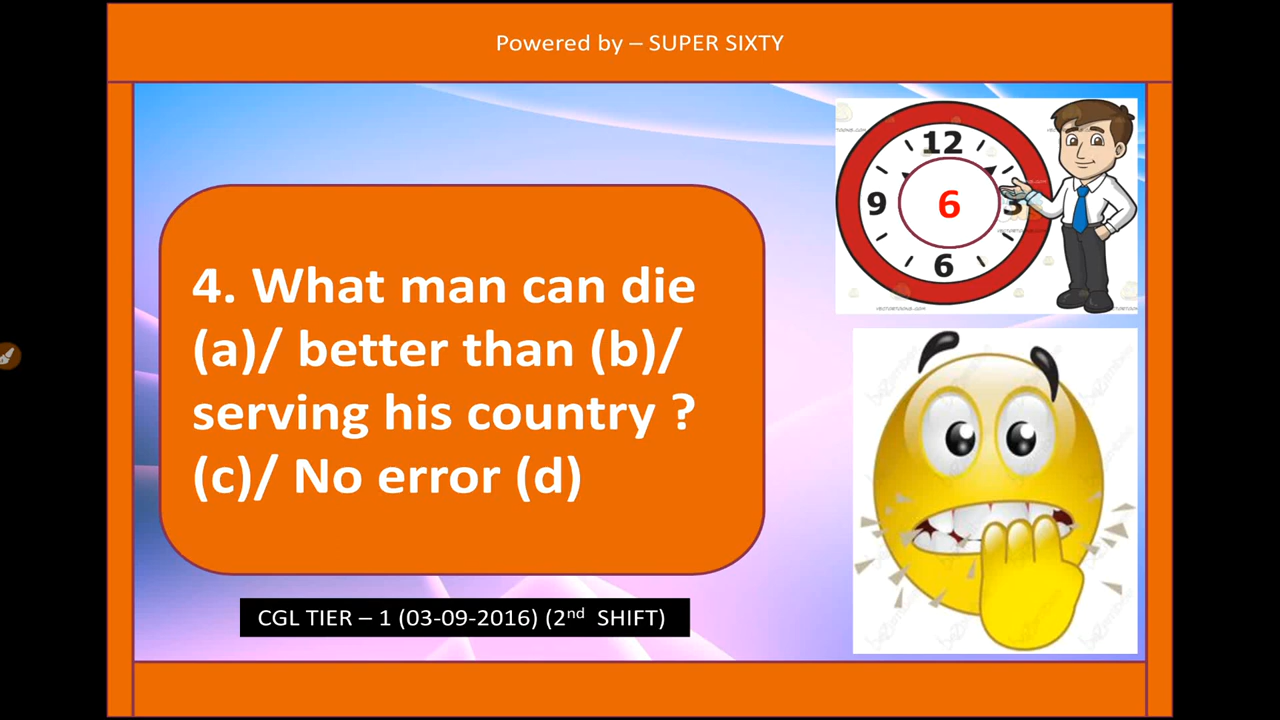 Powered by – SUPER SIXTY
12
9
6
3
6
4. What man can die
(a)/ better than (b)/
serving his country ?
(c)/ No error (d)
CGL TIER – 1 (03-09-2016) (2nd SHIFT)